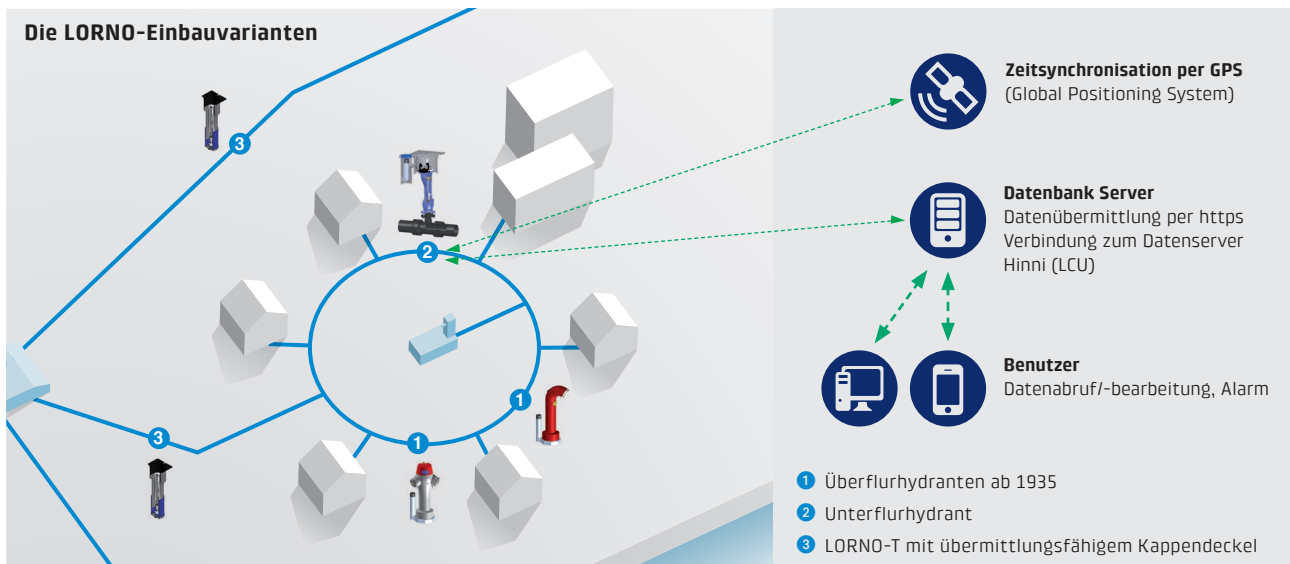 Die LORNO-Einbauvarianten
3
2
1
1
3
Zeitsynchronisation per GPS
(Global Positioning System)
Datenbank Server
Datenübermittlung per https
Verbindung zum Datenserver
Hinni (LCU)
Benutzer
Datenabruf/-bearbeitung, Alarm
1 Überflurhydranten ab 1935
2 Unterflurhydrant
3 LORNO-T mit übermittlungsfähigem Kappendeckel